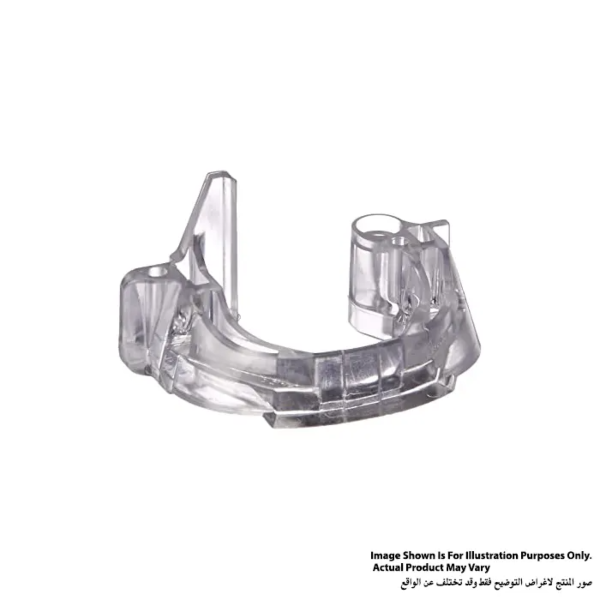 Image Shown Is For Illustration Purposes Only.
Actual Product May Vary
صور المنتج لاغراض التوضيح فقط وقد تختلف عن الواقع